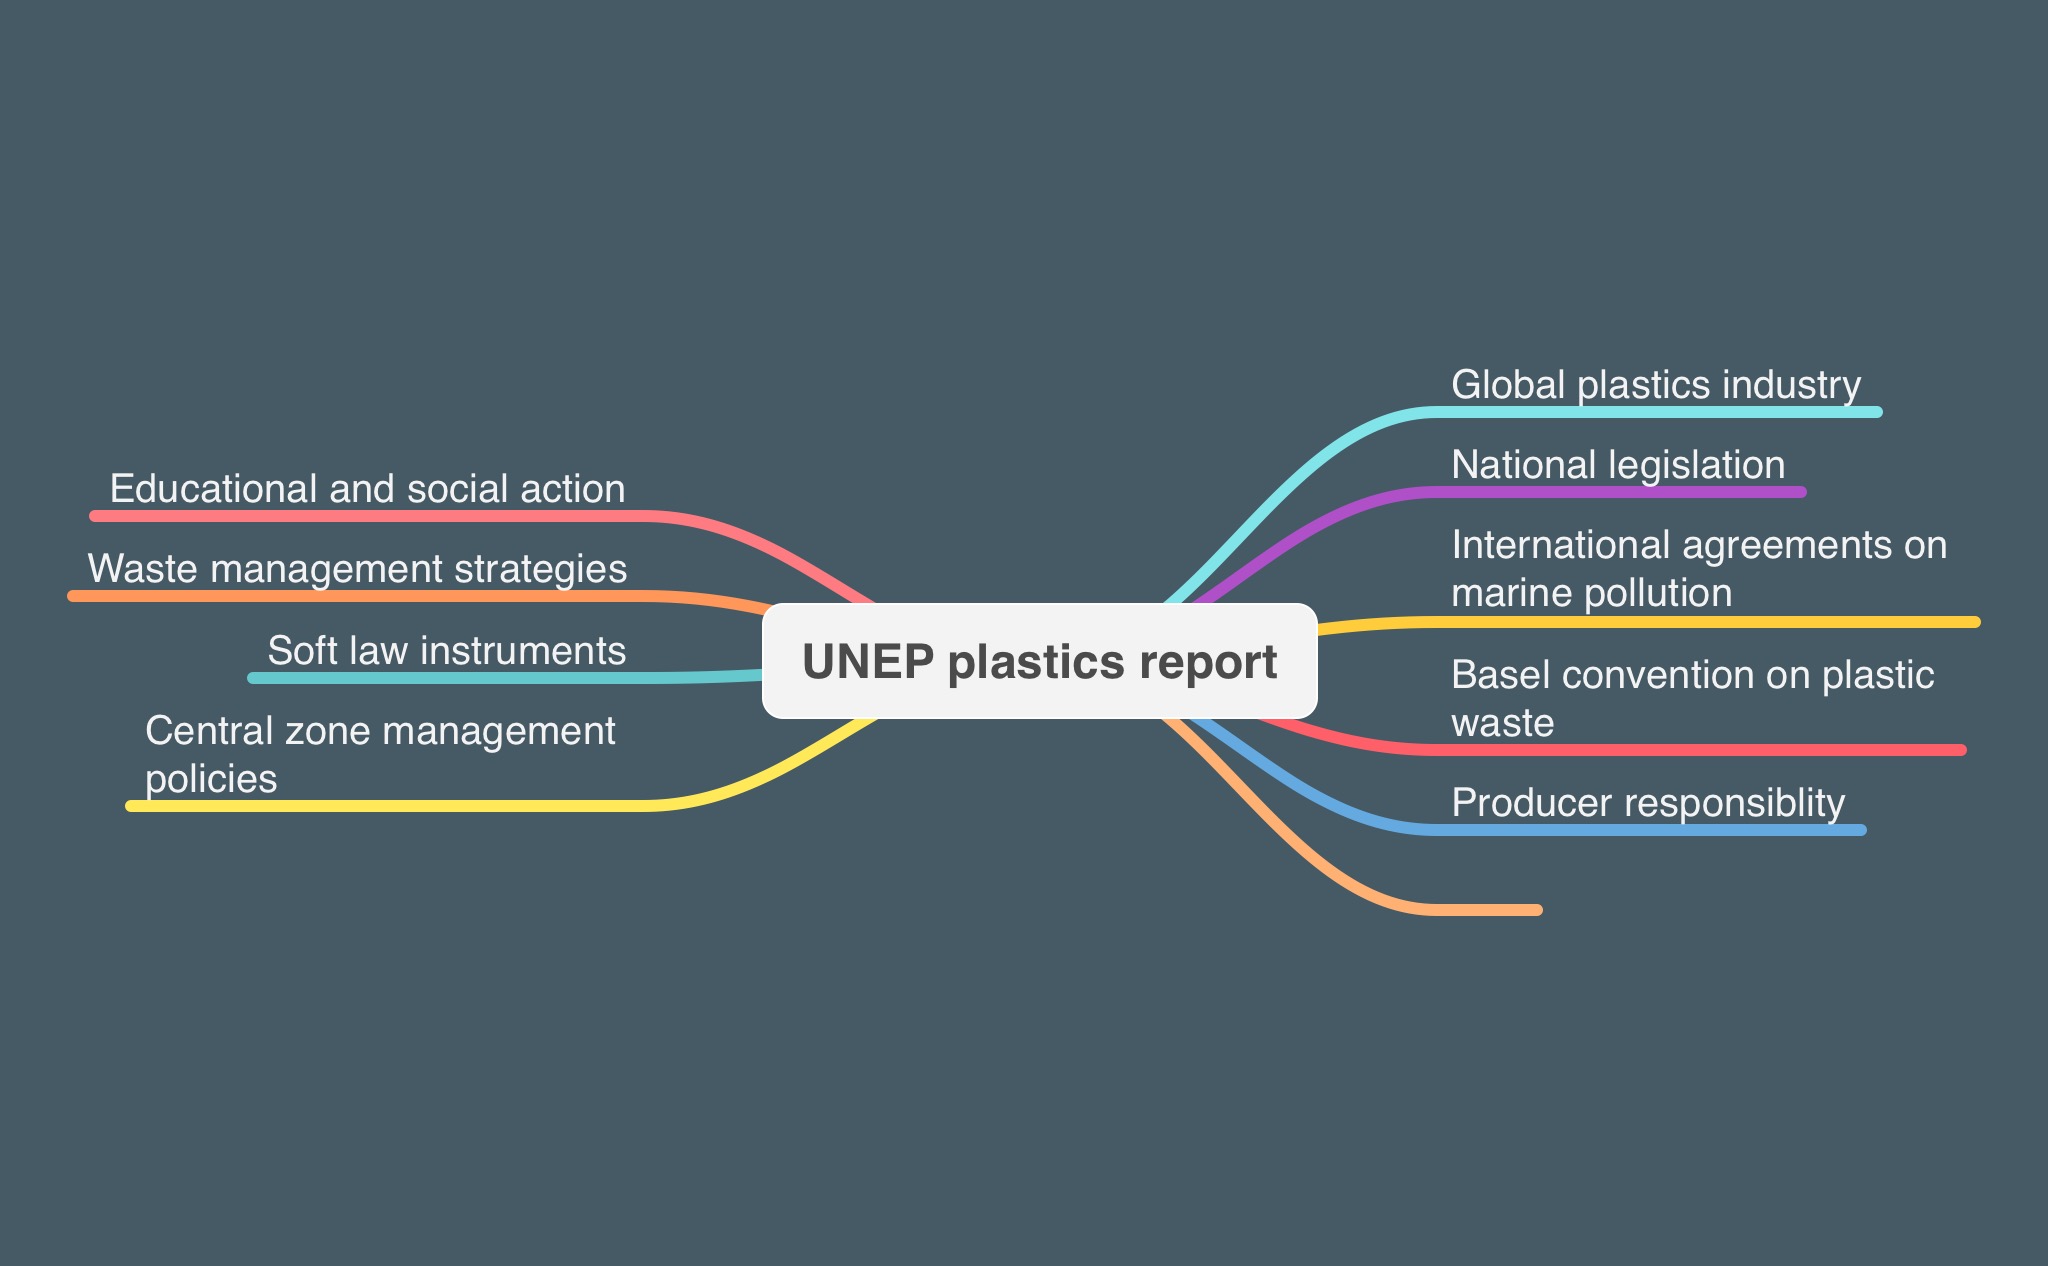 UNEP plastics report
Global plastics industry
National legislation
International agreements on
marine pollution
Basel convention on plastic
waste
Producer responsiblity
Educational and social action
Waste management strategies
Soft law instruments
Central zone management
policies